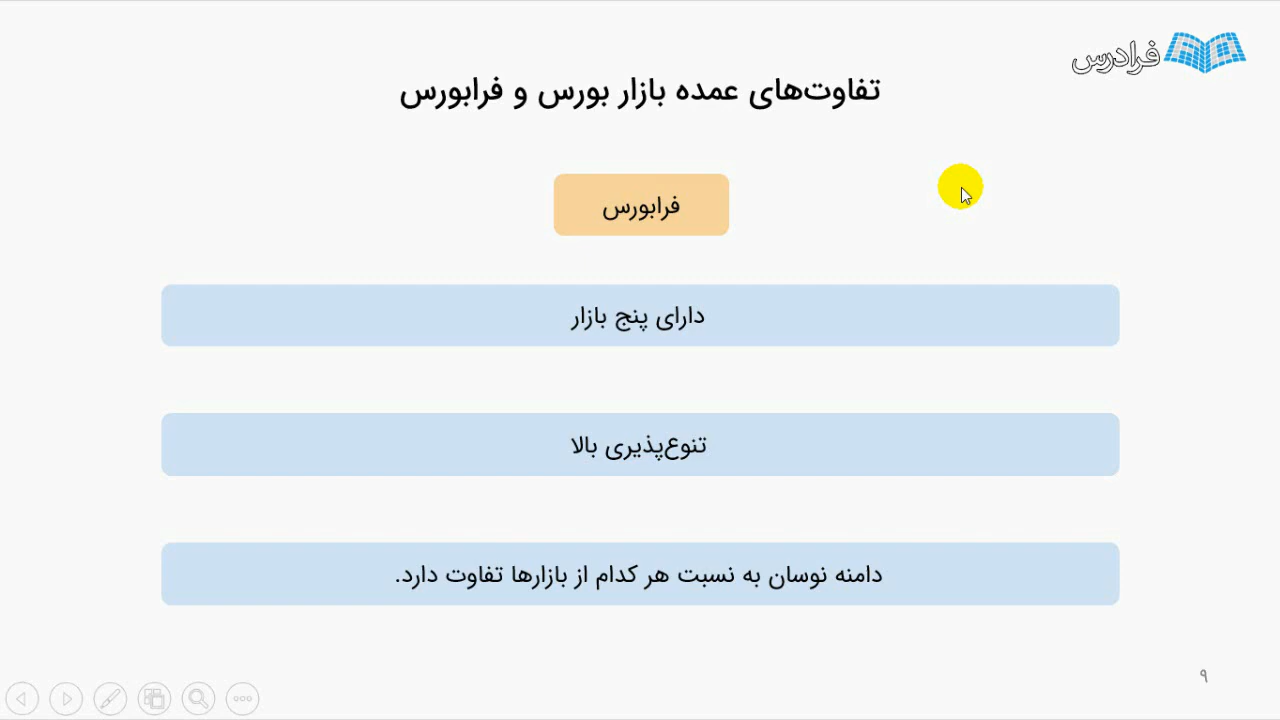 فرادرس
تفاوت‌های عمده بازار بورس و فرابورس
فرابورس
دارای پنج بازار
تنوع‌پذیری بالا
دامنه نوسان به نسبت هر کدام از بازارها تفاوت دارد.
۹